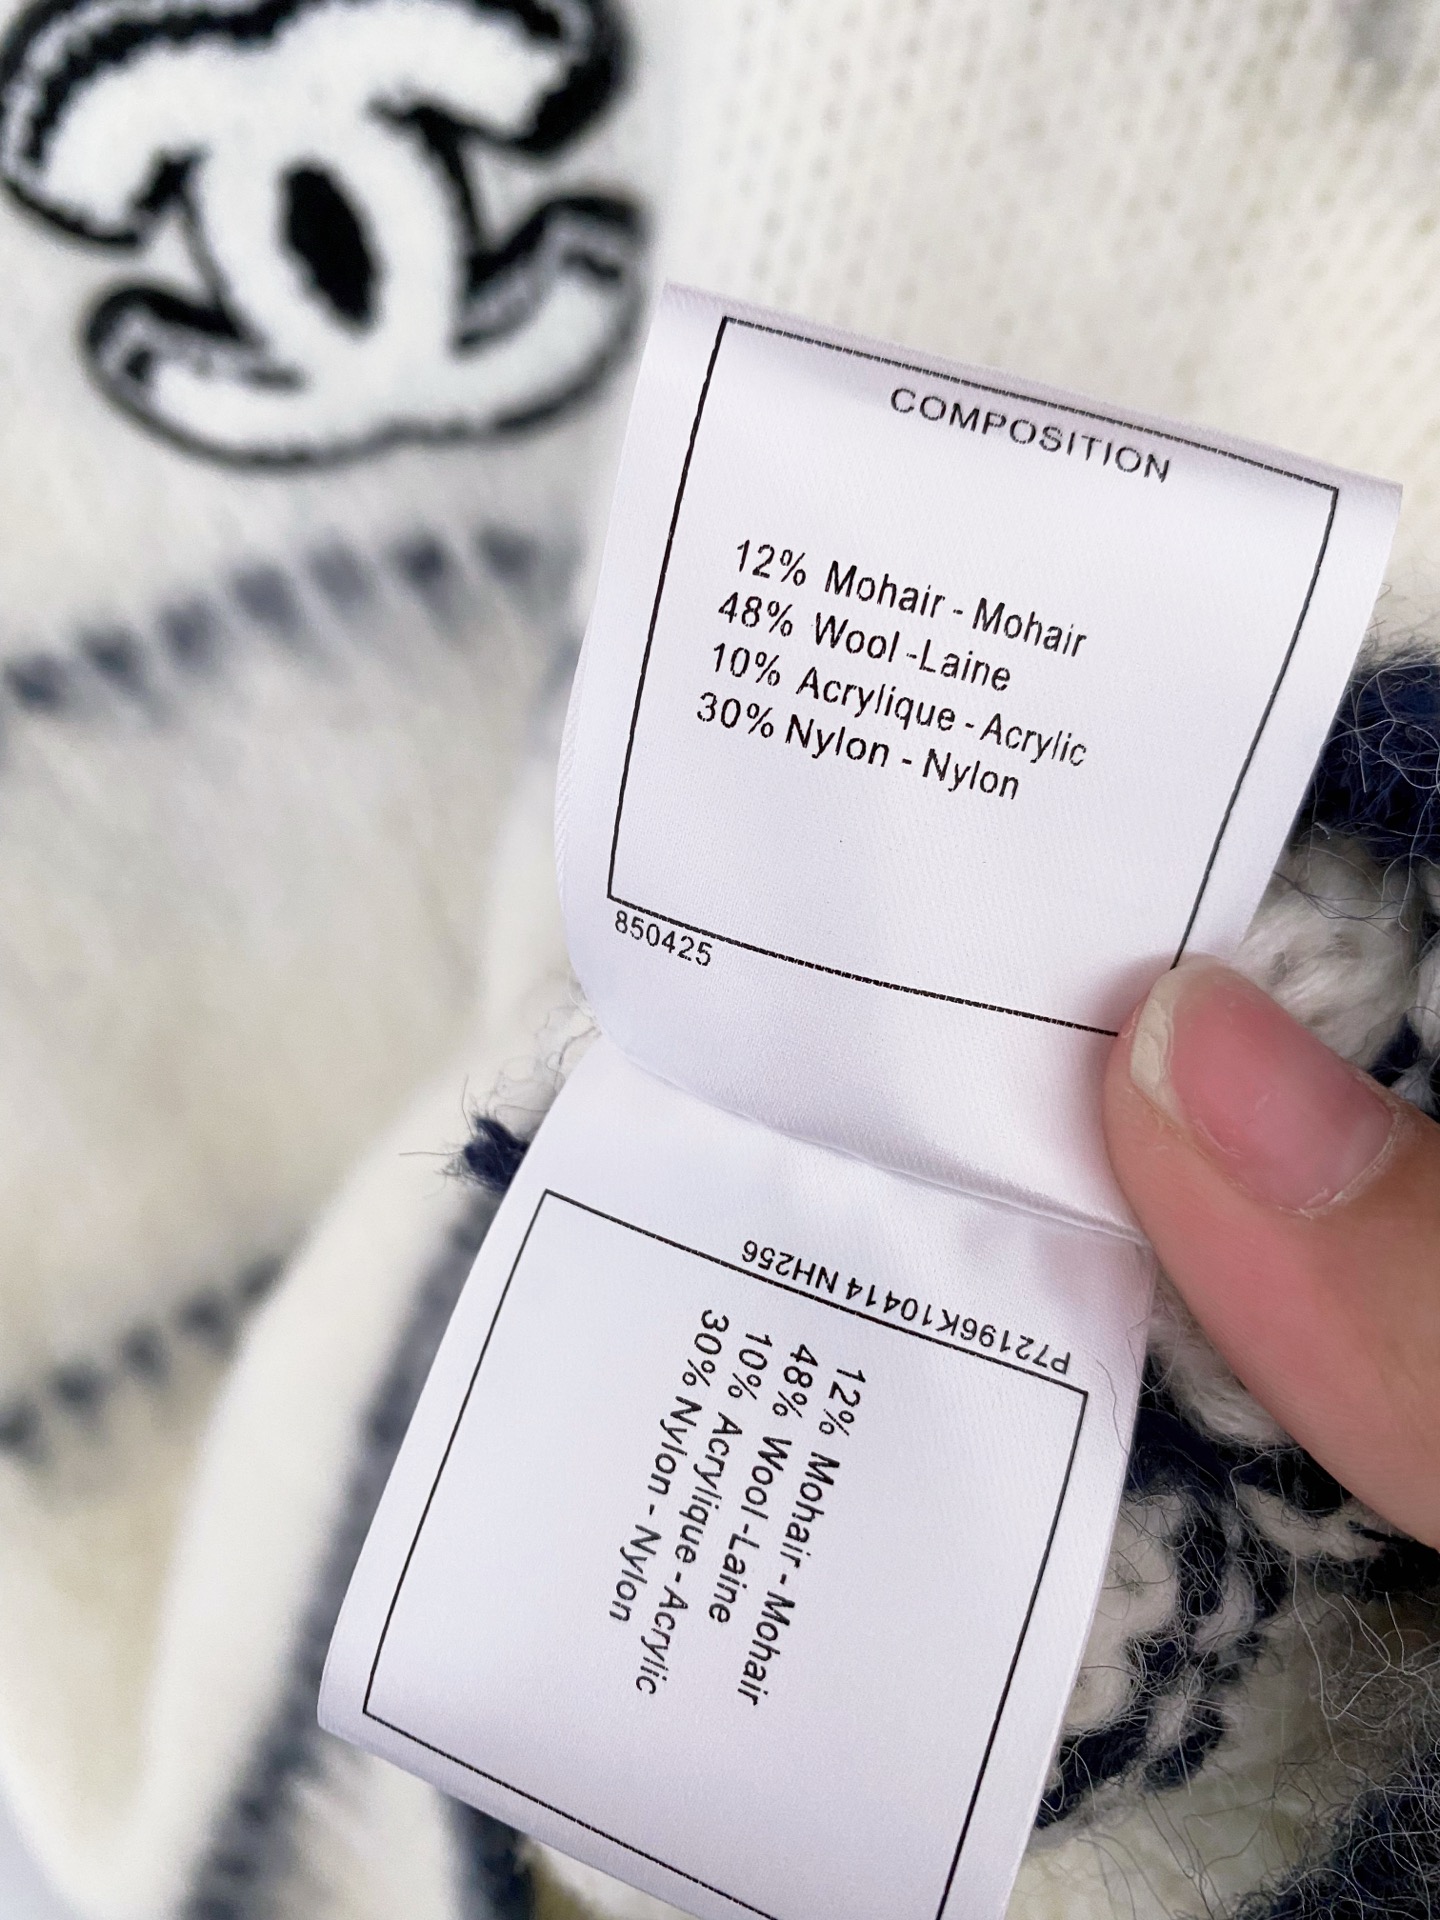 COMPOSITION
12% Mohair - Mohair
48% Wool -Laine
10% Acrylique - Acrylic
30% Nylon - Nylon
850425
P72196K10414 NH256
12% Mohair - Mohair
48% Wool -Laine
10% Acrylique - Acrylic
30% Nylon - Nylon